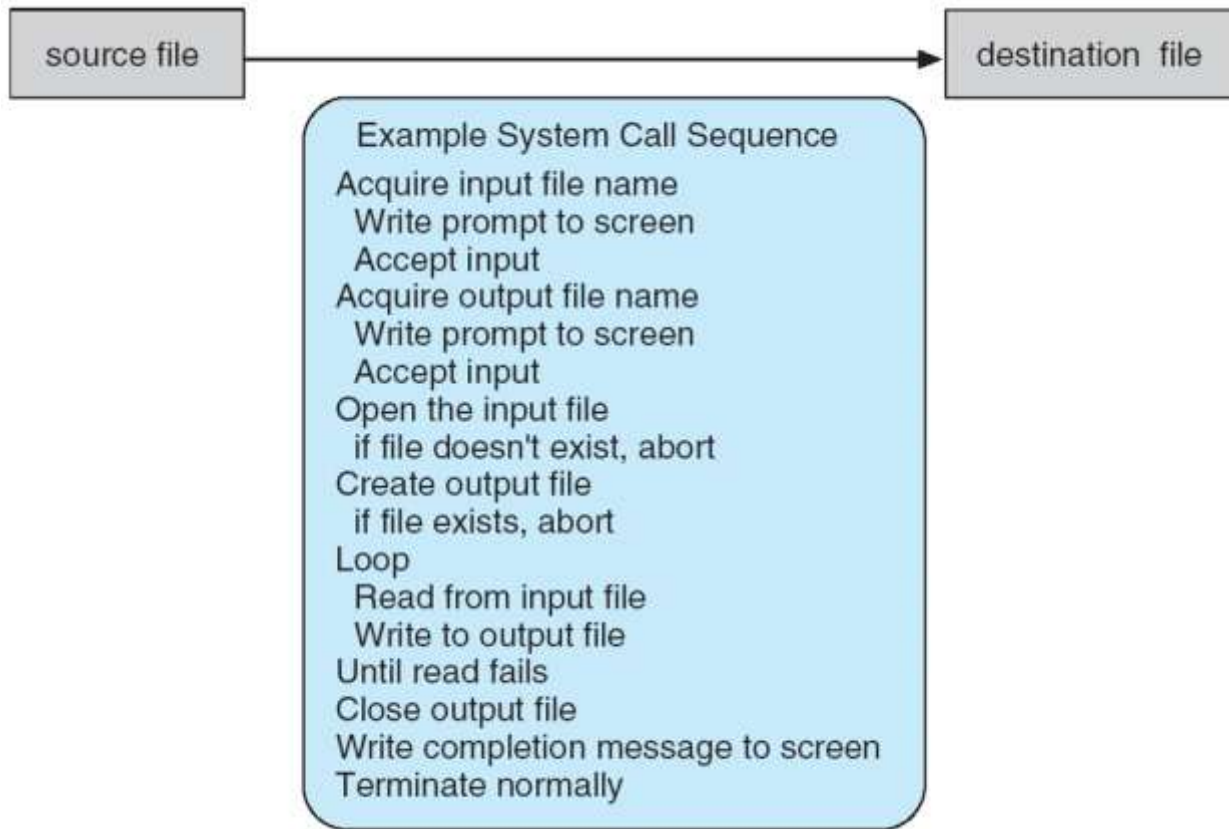 source file
destination file
Example System Call Sequence
Acquire input file name
Write prompt to screen
Accept input
Acquire output file name
Write prompt to screen
Accept input
Open the input file
if file doesn't exist, abort
Create output file
if file exists, abort
Loop
Read from input file
Write to output file
Until read fails
Close output file
Write completion message to screen
Terminate normally